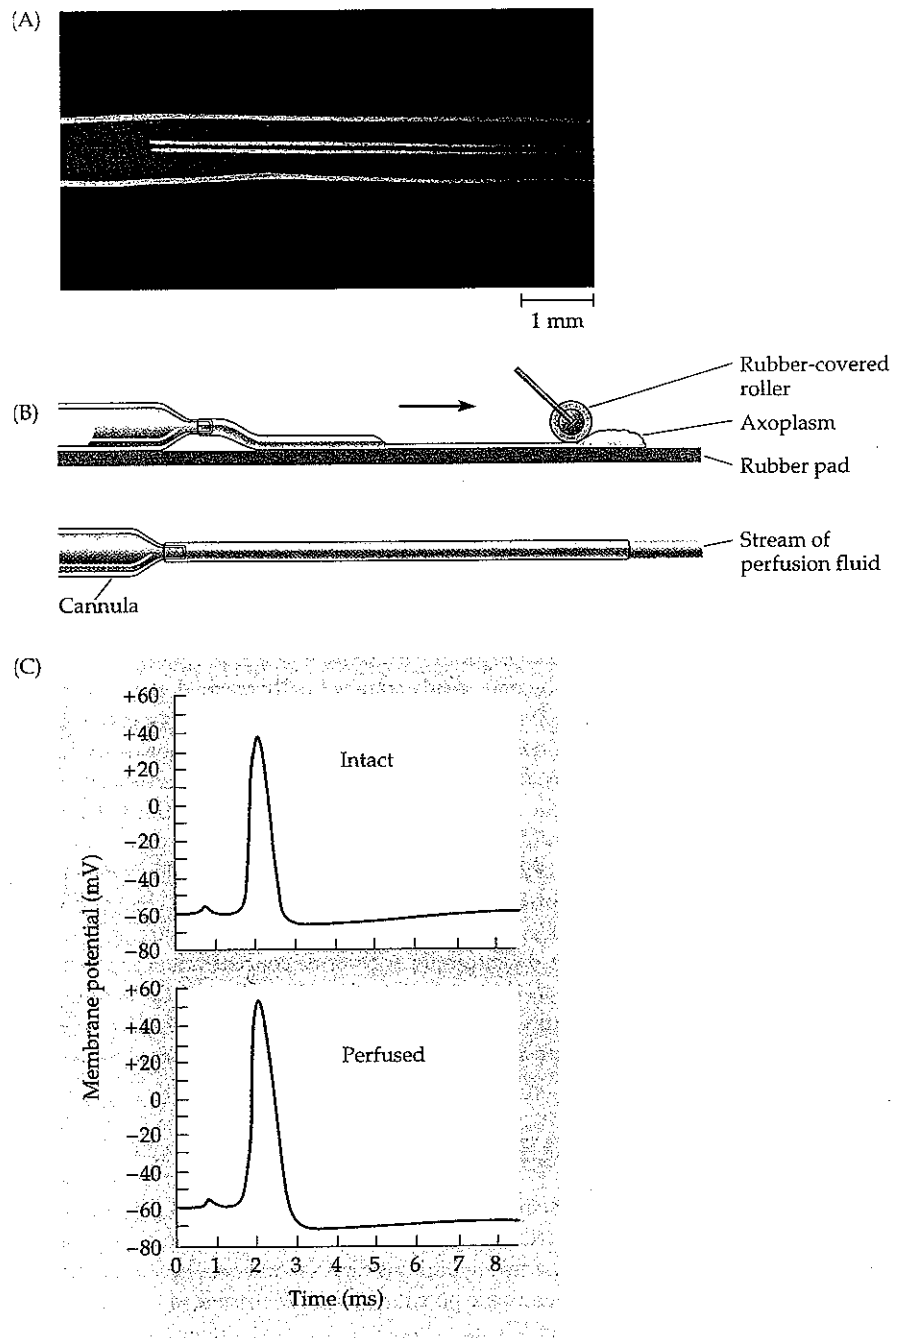 (A)
1 mm
(B)
Rubber-covered
roller
Axoplasm
Rubber pad
Stream of
perfusion fluid
Cannula
(C)
Membrane potential (mV)
+60
+40
+20
0
−20
−40
−60
−80
Intact
+60
+40
+20
0
−20
−40
−60
−80
Perfused
0 1 2 3 4 5 6 7 8
Time (ms)